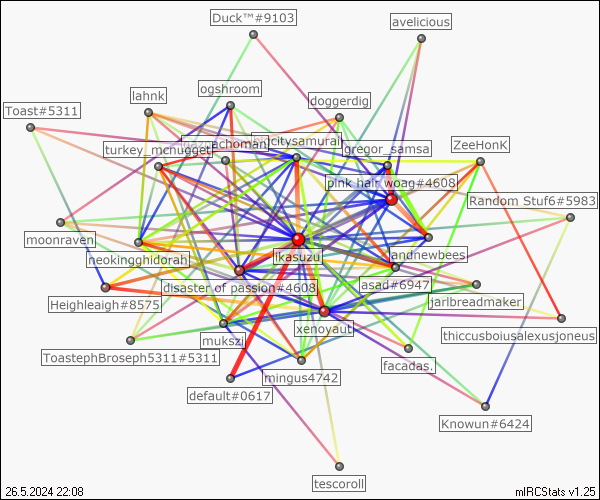 Duck™#9103
avelicious
ogshroom
lahnk
doggerdig
Toast#5311
turkey_mcnugget
achoman
citysamurai
gregor_samsa
ZeeHonK
pink hair woag#4608
Random Stuf6#5983
moonraven
neokingghidorah
ikasuzu
andnewbees
disaster of passion#4608
asad#6947
Heighleaigh#8575
jarlbreadmaker
xenoyaut
mukszi
thiccusboiusalexusjoneus
ToastephBroseph5311#5311
facadas.
mingus4742
default#0617
Knowun#6424
tescoroll
26.5.2024 22:08
mIRCStats v1.25